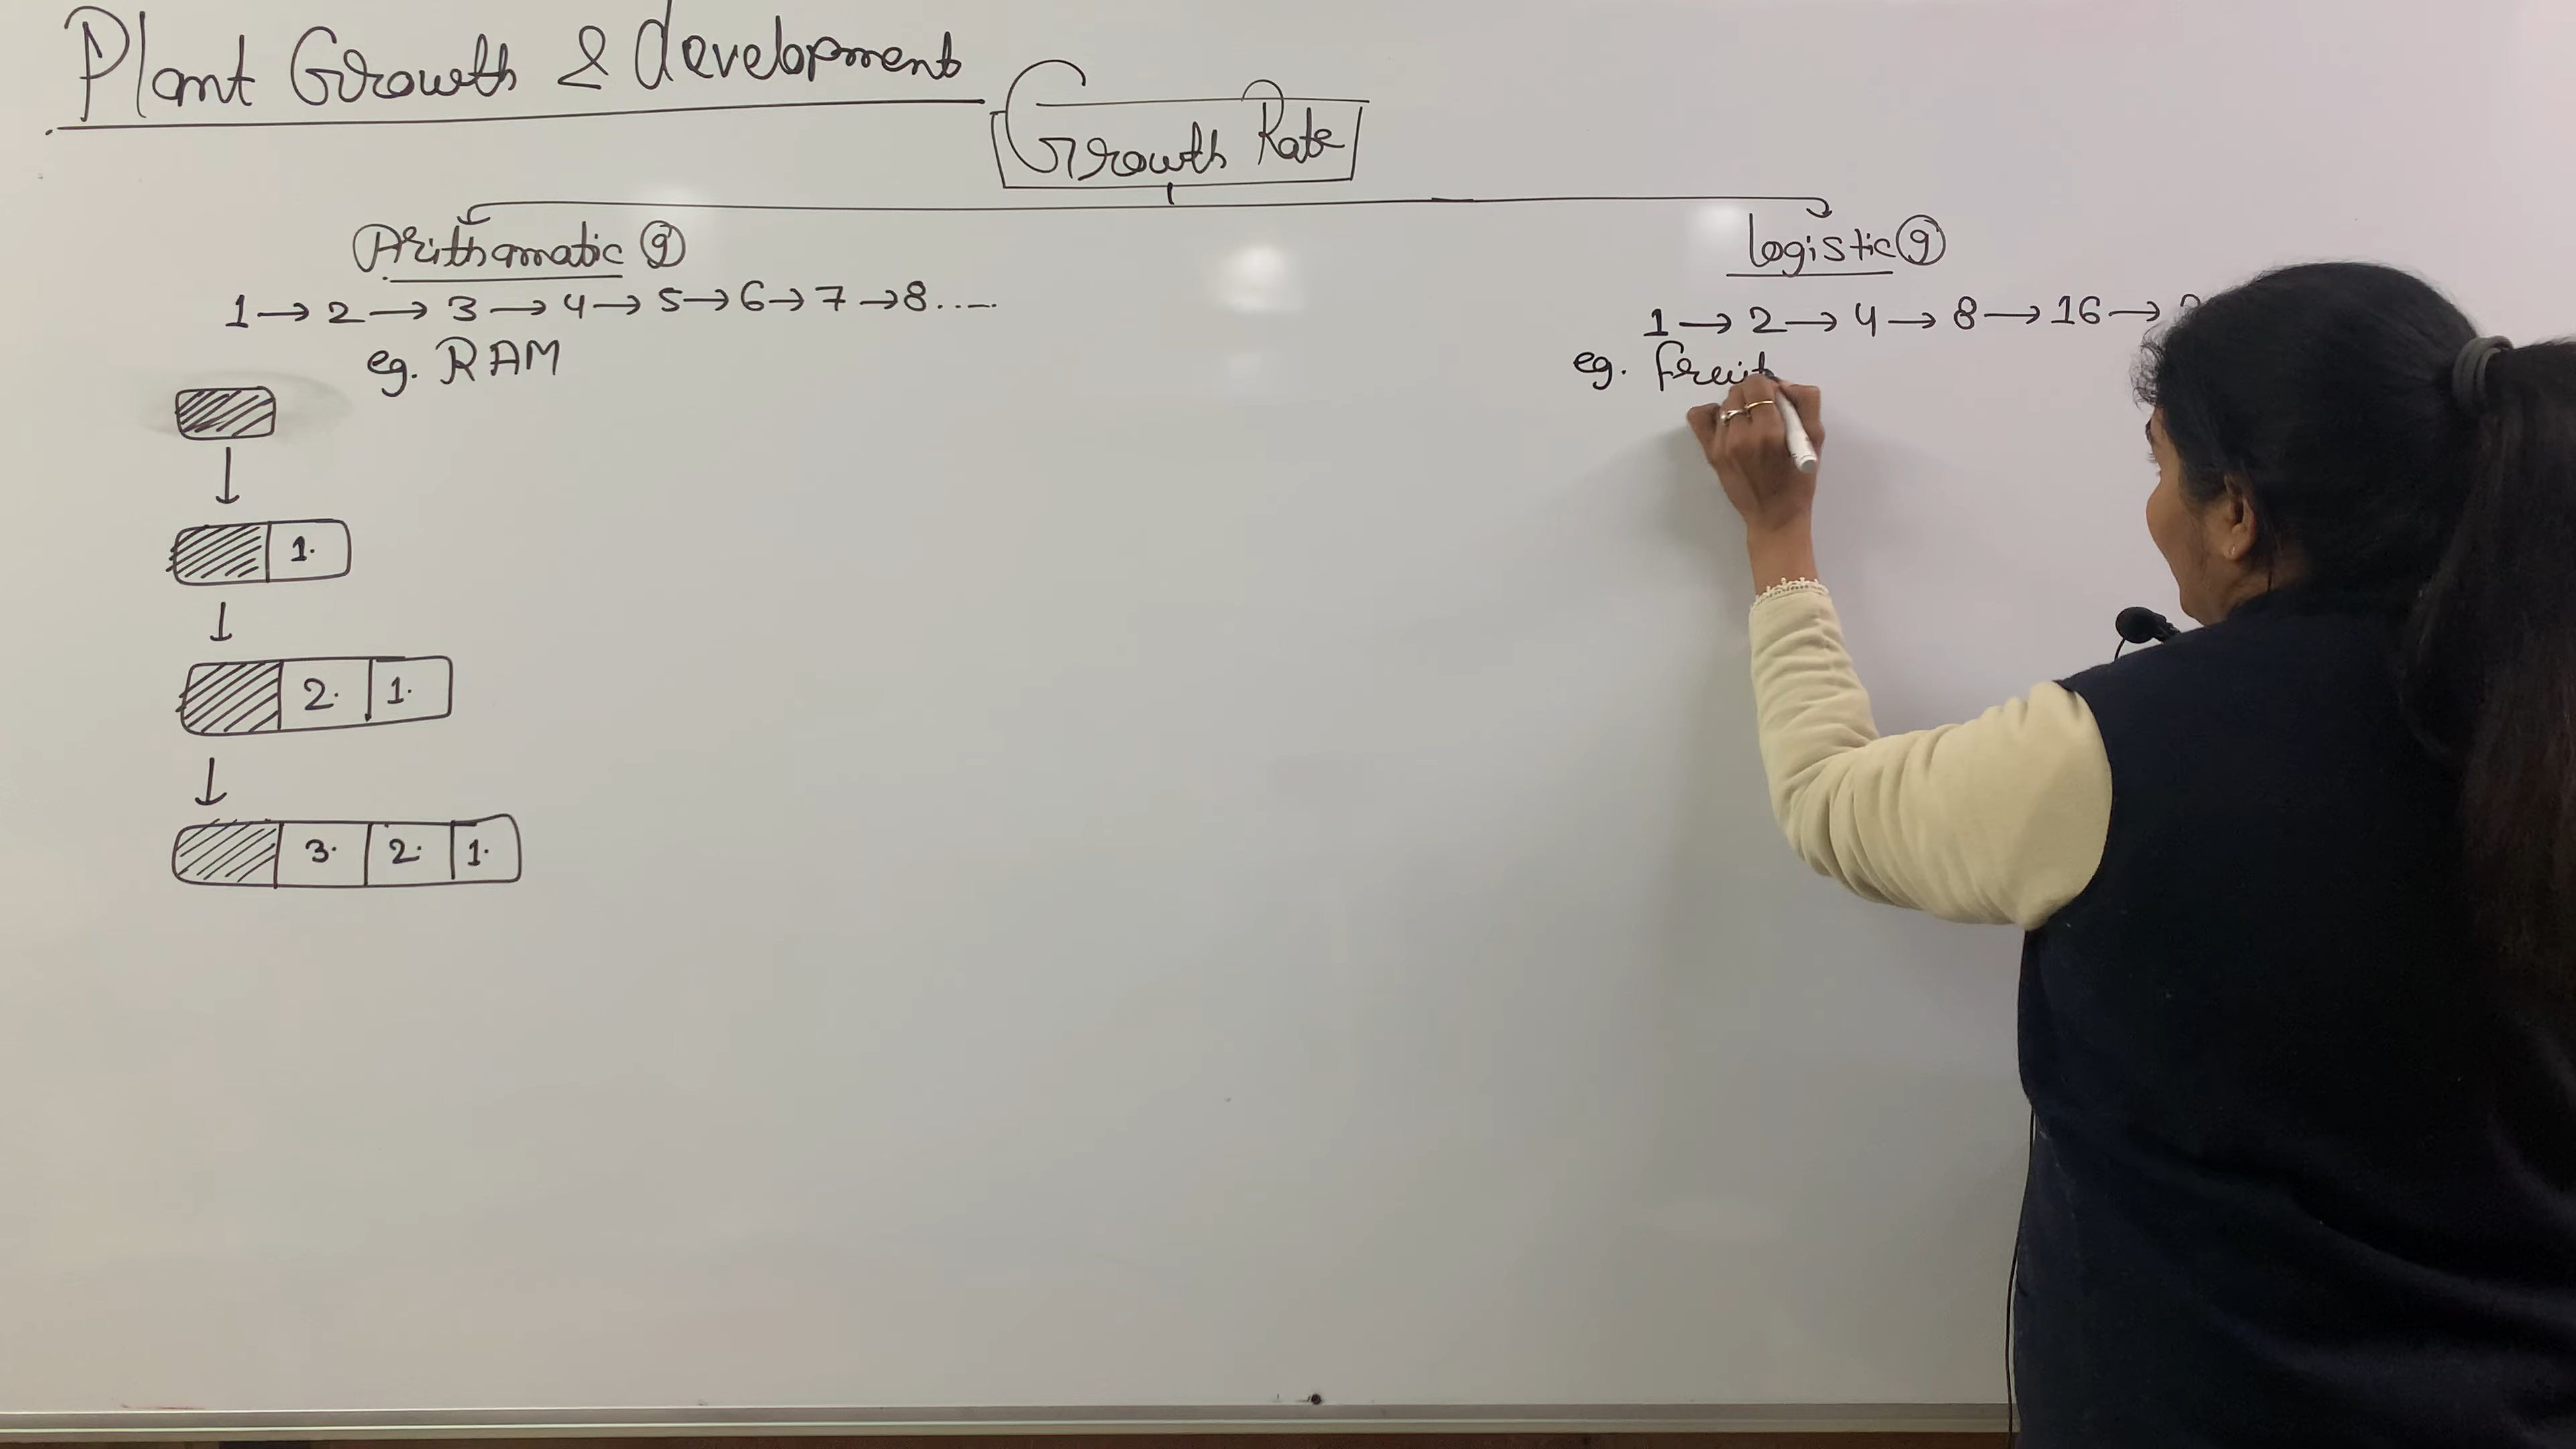 Plant Growth & development
Growth Rate
Arithamatic g
1 → 2 → 3 → 4 → 5 → 6 → 7 → 8.....
eg. RAM
1.
2. 1.
3. 2. 1.
logistic g
1 → 2 → 4 → 8 → 16 →
eg. fruit